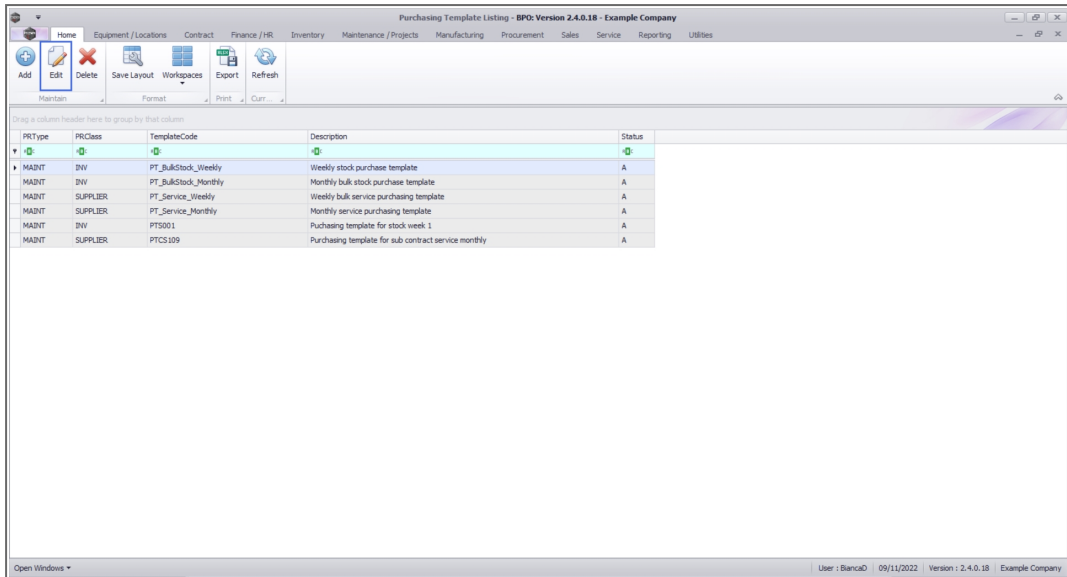 Purchasing Template Listing - BPO: Version 2.4.0.18 - Example Company
Home Equipment / Locations Contract Finance / HR Inventory Maintenance / Projects Manufacturing Procurement Sales Service Reporting Utilities
Add Edit Delete Save Layout Workspaces Export Refresh
Maintain Format Print Curr...
Drag a column header here to group by that column
PRType PRClass TemplateCode Description Status
MAINT INV PT_BulkStock_Weekly Weekly stock purchase template A
MAINT INV PT_BulkStock_Monthly Monthly bulk stock purchase template A
MAINT SUPPLIER PT_Service_Weekly Weekly bulk service purchasing template A
MAINT SUPPLIER PT_Service_Monthly Monthly service purchasing template A
MAINT INV PTS001 Puchasing template for stock week 1 A
MAINT SUPPLIER PTCS109 Purchasing template for sub contract service monthly A
Open Windows User : BiancaD 09/11/2022 Version : 2.4.0.18 Example Company